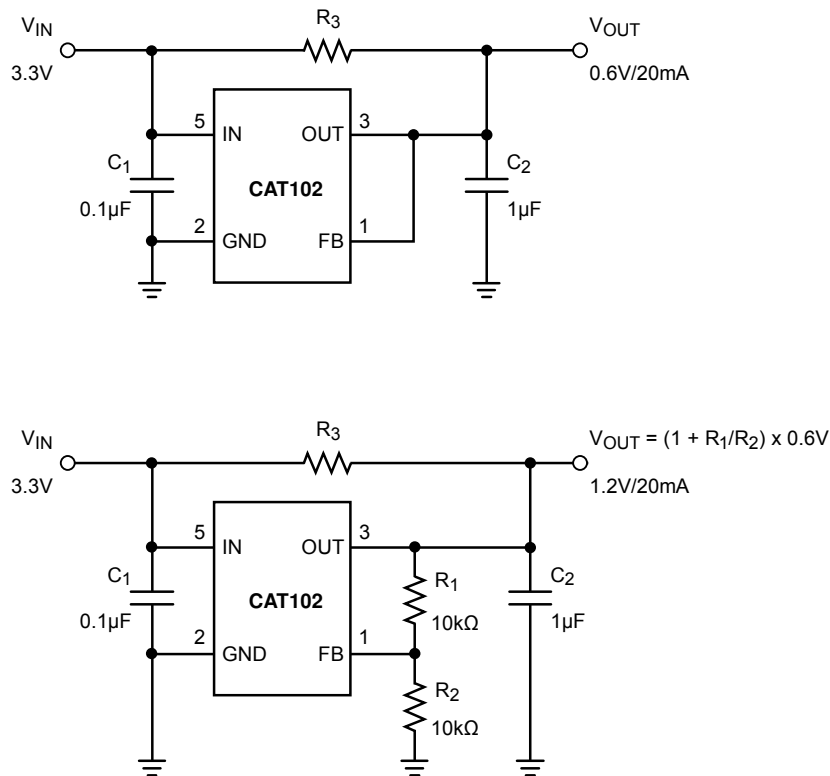 R3
VIN
VOUT
3.3V
0.6V/20mA
5 IN OUT 3
C1
C2
CAT102
0.1µF
1µF
2 GND FB 1
R3
VIN
VOUT = (1 + R1/R2) x 0.6V
3.3V
1.2V/20mA
5 IN OUT 3
C1
R1
C2
CAT102
0.1µF
10kΩ
1µF
2 GND FB 1
R2
10kΩ